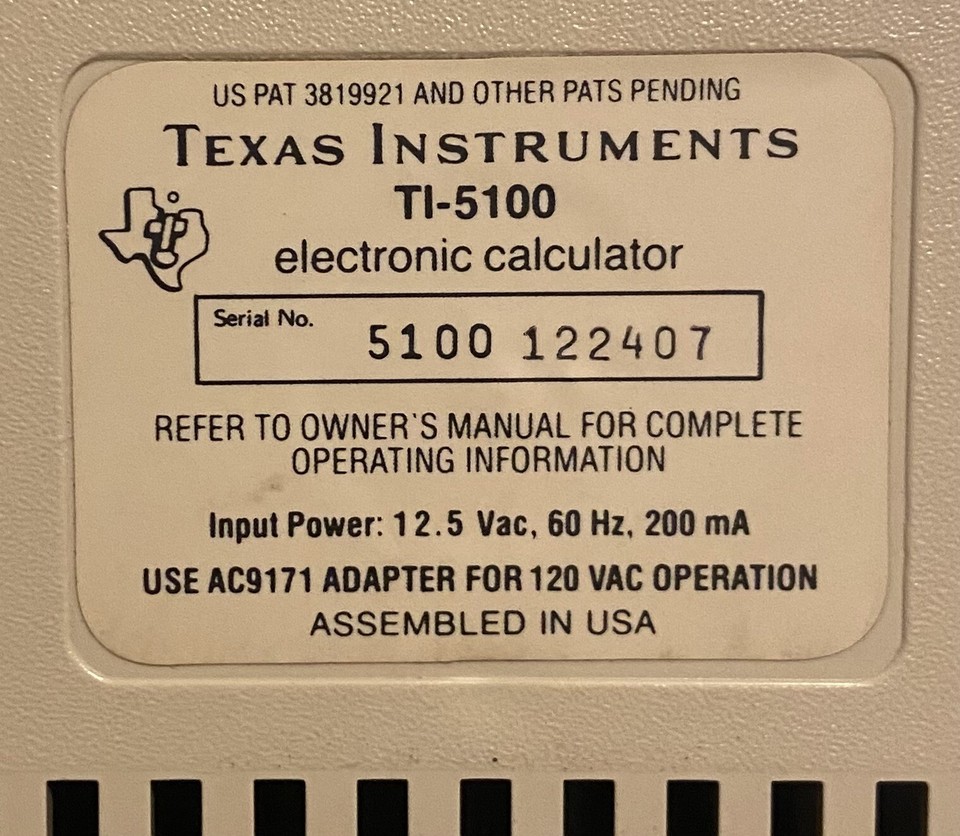 US PAT 3819921 AND OTHER PATS PENDING
TEXAS INSTRUMENTS
TI-5100
electronic calculator
Serial No. 5100 122407
REFER TO OWNER'S MANUAL FOR COMPLETE
OPERATING INFORMATION
Input Power: 12.5 Vac, 60 Hz, 200 mA
USE AC9171 ADAPTER FOR 120 VAC OPERATION
ASSEMBLED IN USA